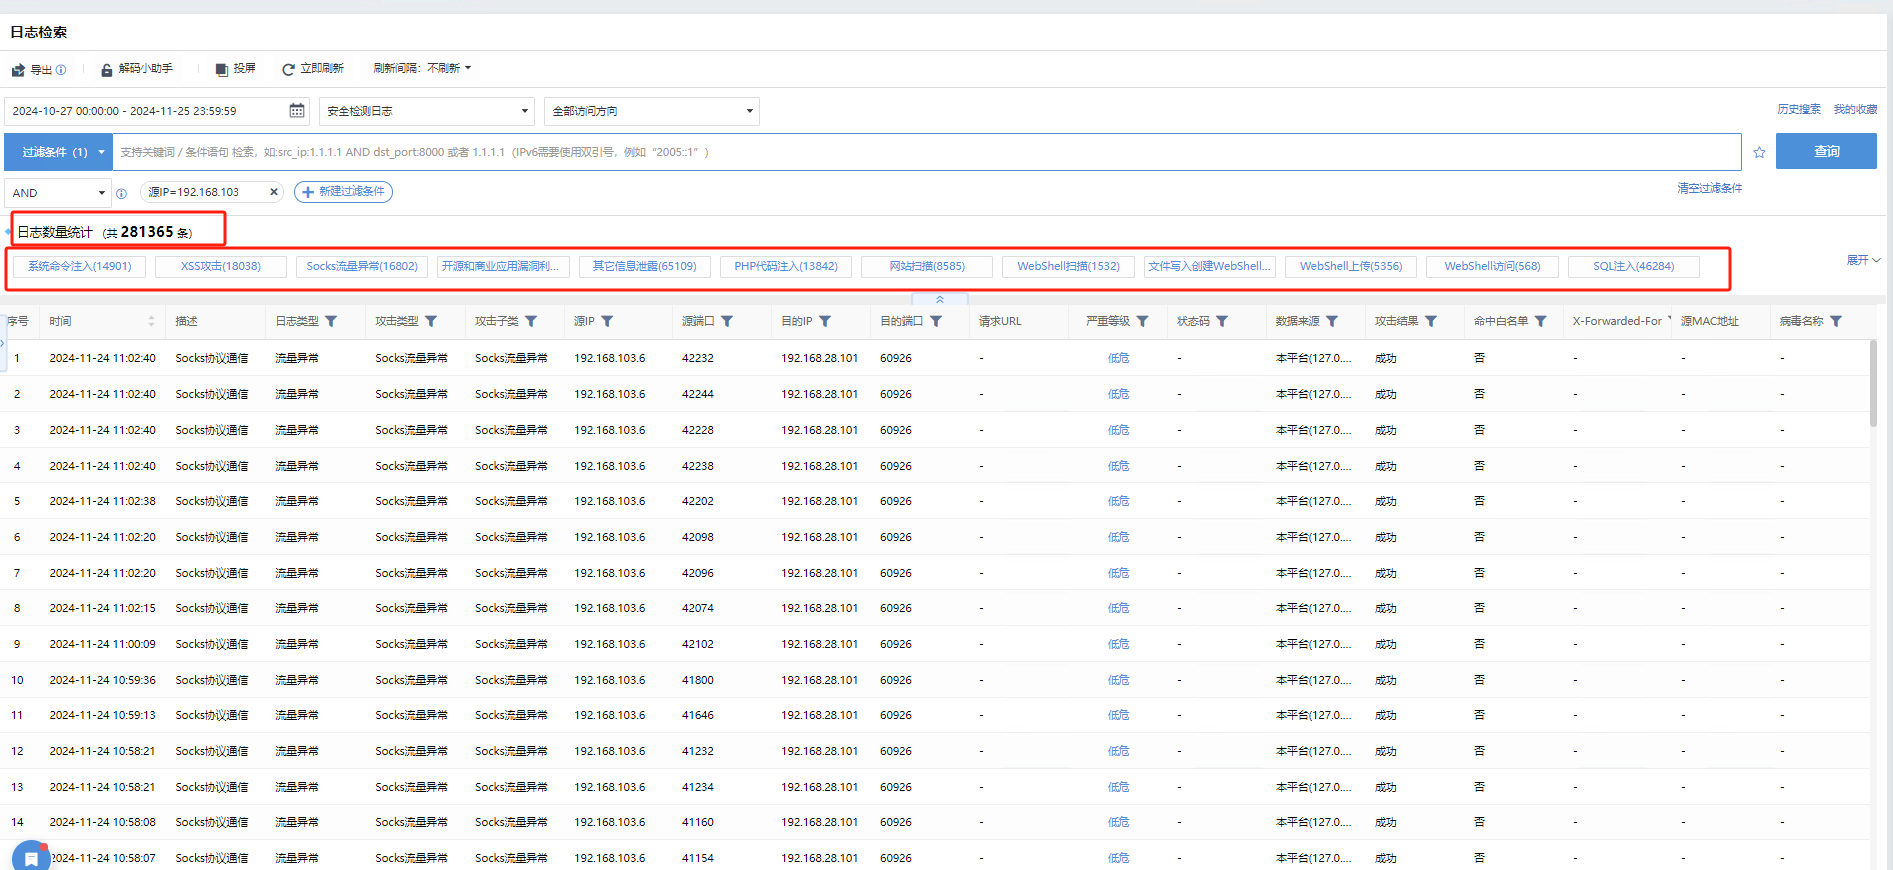 日志检索
导出 解码小助手 投屏 立即刷新 刷新间隔: 不刷新
2024-10-27 00:00:00 - 2024-11-25 23:59:59 安全检测日志 全部访问方向 历史搜索 我的收藏
过滤条件 (1) 支持关键词 / 条件语句 检索，如:src_ip:1.1.1.1 AND dst_port:8000 或者 1.1.1.1（IPv6需要使用双引号，例如“2005::1”） 查询
AND 源IP=192.168.103 新建过滤条件 清空过滤条件
日志数量统计 (共 281365 条)
系统命令注入(14901) XSS攻击(18038) Socks流量异常(16802) 开源和商业应用漏洞利... 其它信息泄露(65109) PHP代码注入(13842) 网站扫描(8585) WebShell扫描(1532) 文件写入创建WebShell... WebShell上传(5356) WebShell访问(568) SQL注入(46284) 展开
序号 时间 描述 日志类型 攻击类型 攻击子类 源IP 源端口 目的IP 目的端口 请求URL 严重等级 状态码 数据来源 攻击结果 命中白名单 X-Forwarded-For 源MAC地址 病毒名称
1 2024-11-24 11:02:40 Socks协议通信 流量异常 Socks流量异常 Socks流量异常 192.168.103.6 42232 192.168.28.101 60926 - 低危 - 本平台(127.0.... 成功 否 - - -
2 2024-11-24 11:02:40 Socks协议通信 流量异常 Socks流量异常 Socks流量异常 192.168.103.6 42244 192.168.28.101 60926 - 低危 - 本平台(127.0.... 成功 否 - - -
3 2024-11-24 11:02:40 Socks协议通信 流量异常 Socks流量异常 Socks流量异常 192.168.103.6 42228 192.168.28.101 60926 - 低危 - 本平台(127.0.... 成功 否 - - -
4 2024-11-24 11:02:40 Socks协议通信 流量异常 Socks流量异常 Socks流量异常 192.168.103.6 42238 192.168.28.101 60926 - 低危 - 本平台(127.0.... 成功 否 - - -
5 2024-11-24 11:02:38 Socks协议通信 流量异常 Socks流量异常 Socks流量异常 192.168.103.6 42202 192.168.28.101 60926 - 低危 - 本平台(127.0.... 成功 否 - - -
6 2024-11-24 11:02:20 Socks协议通信 流量异常 Socks流量异常 Socks流量异常 192.168.103.6 42098 192.168.28.101 60926 - 低危 - 本平台(127.0.... 成功 否 - - -
7 2024-11-24 11:02:20 Socks协议通信 流量异常 Socks流量异常 Socks流量异常 192.168.103.6 42096 192.168.28.101 60926 - 低危 - 本平台(127.0.... 成功 否 - - -
8 2024-11-24 11:02:15 Socks协议通信 流量异常 Socks流量异常 Socks流量异常 192.168.103.6 42074 192.168.28.101 60926 - 低危 - 本平台(127.0.... 成功 否 - - -
9 2024-11-24 11:00:09 Socks协议通信 流量异常 Socks流量异常 Socks流量异常 192.168.103.6 42102 192.168.28.101 60926 - 低危 - 本平台(127.0.... 成功 否 - - -
10 2024-11-24 10:59:36 Socks协议通信 流量异常 Socks流量异常 Socks流量异常 192.168.103.6 41800 192.168.28.101 60926 - 低危 - 本平台(127.0.... 成功 否 - - -
11 2024-11-24 10:59:13 Socks协议通信 流量异常 Socks流量异常 Socks流量异常 192.168.103.6 41646 192.168.28.101 60926 - 低危 - 本平台(127.0.... 成功 否 - - -
12 2024-11-24 10:58:21 Socks协议通信 流量异常 Socks流量异常 Socks流量异常 192.168.103.6 41232 192.168.28.101 60926 - 低危 - 本平台(127.0.... 成功 否 - - -
13 2024-11-24 10:58:21 Socks协议通信 流量异常 Socks流量异常 Socks流量异常 192.168.103.6 41234 192.168.28.101 60926 - 低危 - 本平台(127.0.... 成功 否 - - -
14 2024-11-24 10:58:08 Socks协议通信 流量异常 Socks流量异常 Socks流量异常 192.168.103.6 41160 192.168.28.101 60926 - 低危 - 本平台(127.0.... 成功 否 - - -
2024-11-24 10:58:07 Socks协议通信 流量异常 Socks流量异常 Socks流量异常 192.168.103.6 41154 192.168.28.101 60926 - 低危 - 本平台(127.0.... 成功 否 - - -